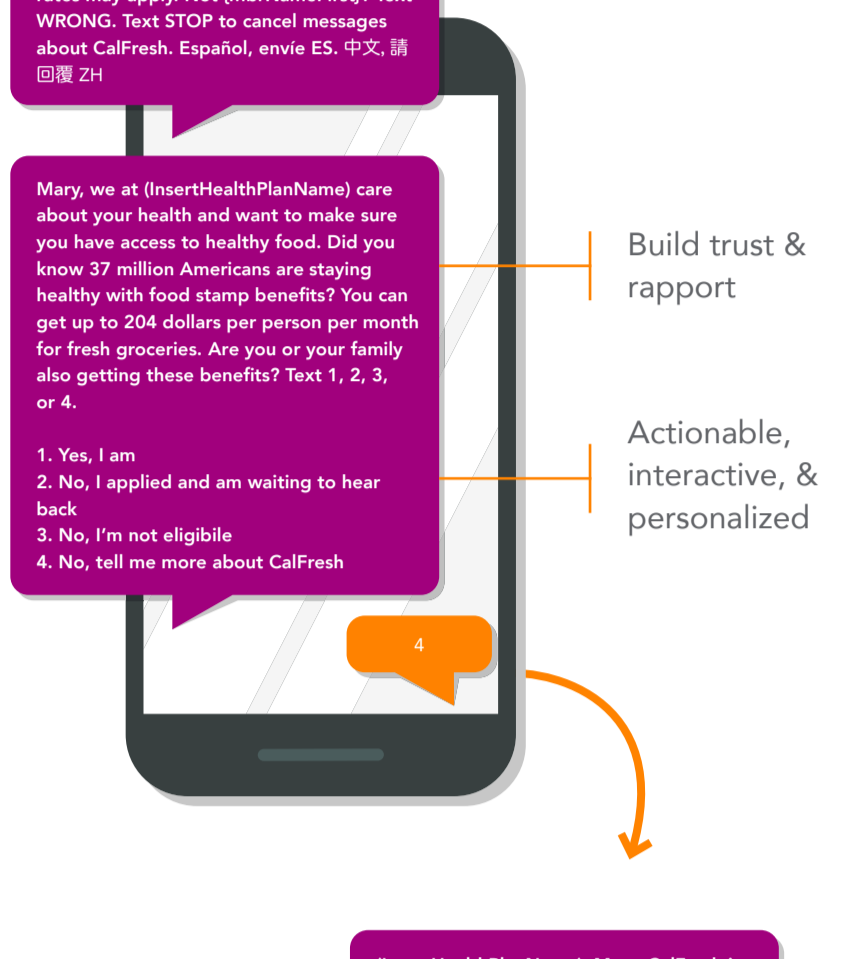 WRONG. Text STOP to cancel messages
about CalFresh. Español, envíe ES. 中文, 請
回覆 ZH
Mary, we at (InsertHealthPlanName) care
about your health and want to make sure
you have access to healthy food. Did you
know 37 million Americans are staying
healthy with food stamp benefits? You can
get up to 204 dollars per person per month
for fresh groceries. Are you or your family
also getting these benefits? Text 1, 2, 3,
or 4.
1. Yes, I am
2. No, I applied and am waiting to hear
back
3. No, I'm not eligibile
4. No, tell me more about CalFresh
Build trust &
rapport
Actionable,
interactive, &
personalized
4